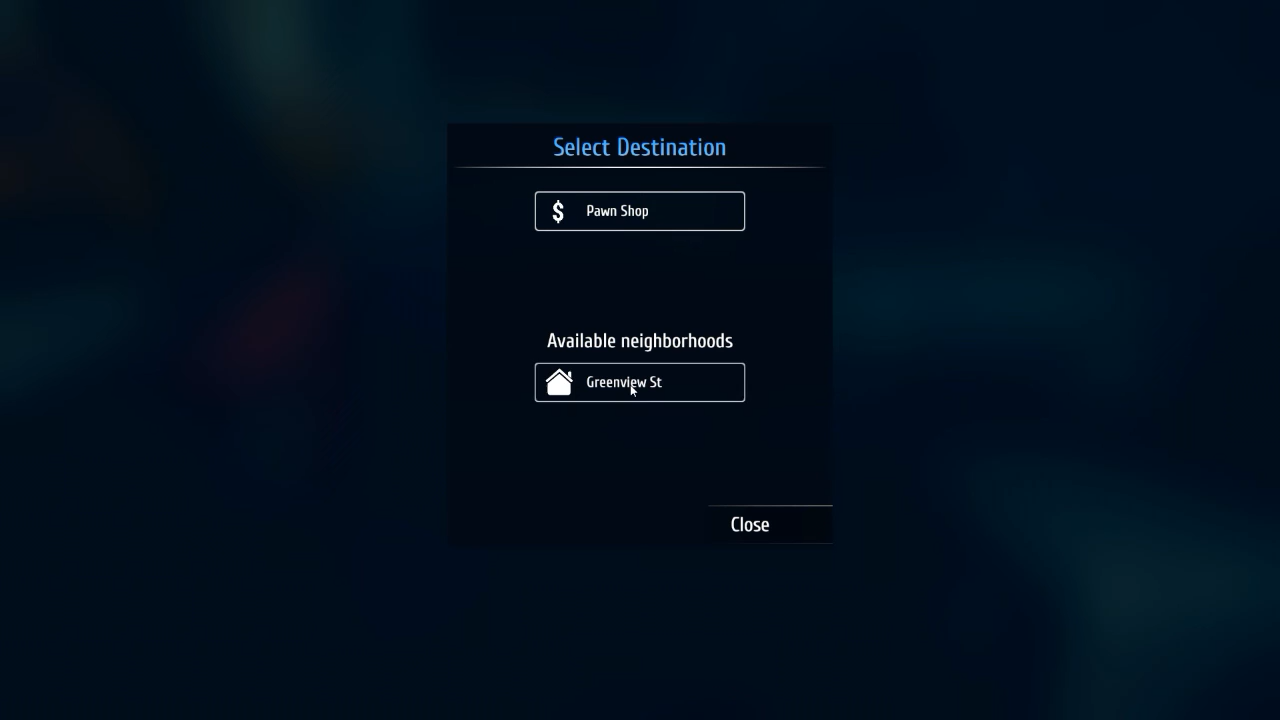 Select Destination
$ Pawn Shop
Available neighborhoods
Greenview St
Close